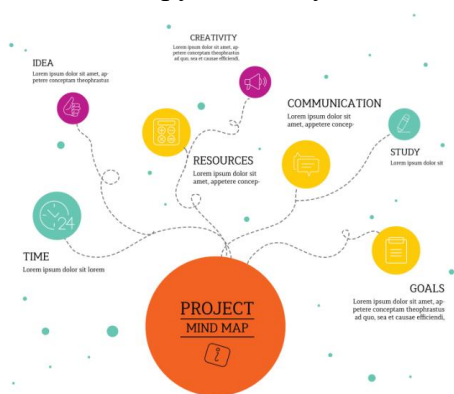 CREATIVITY
Lorem ipsum dolor sit amet, ap-
petere conceptam theophrastus
ad quo, sea et causae efficiendi,
IDEA
Lorem ipsum dolor sit amet, ap-
petere conceptam theophrastus
COMMUNICATION
Lorem ipsum dolor sit
amet, appetere concep-
STUDY
Lorem ipsum dolor sit
RESOURCES
Lorem ipsum dolor sit
amet, appetere concep-
24
TIME
Lorem ipsum dolor sit lorem
GOALS
Lorem ipsum dolor sit amet, ap-
petere conceptam theophrastus
ad quo, sea et causae efficiendi,
PROJECT
MIND MAP
i